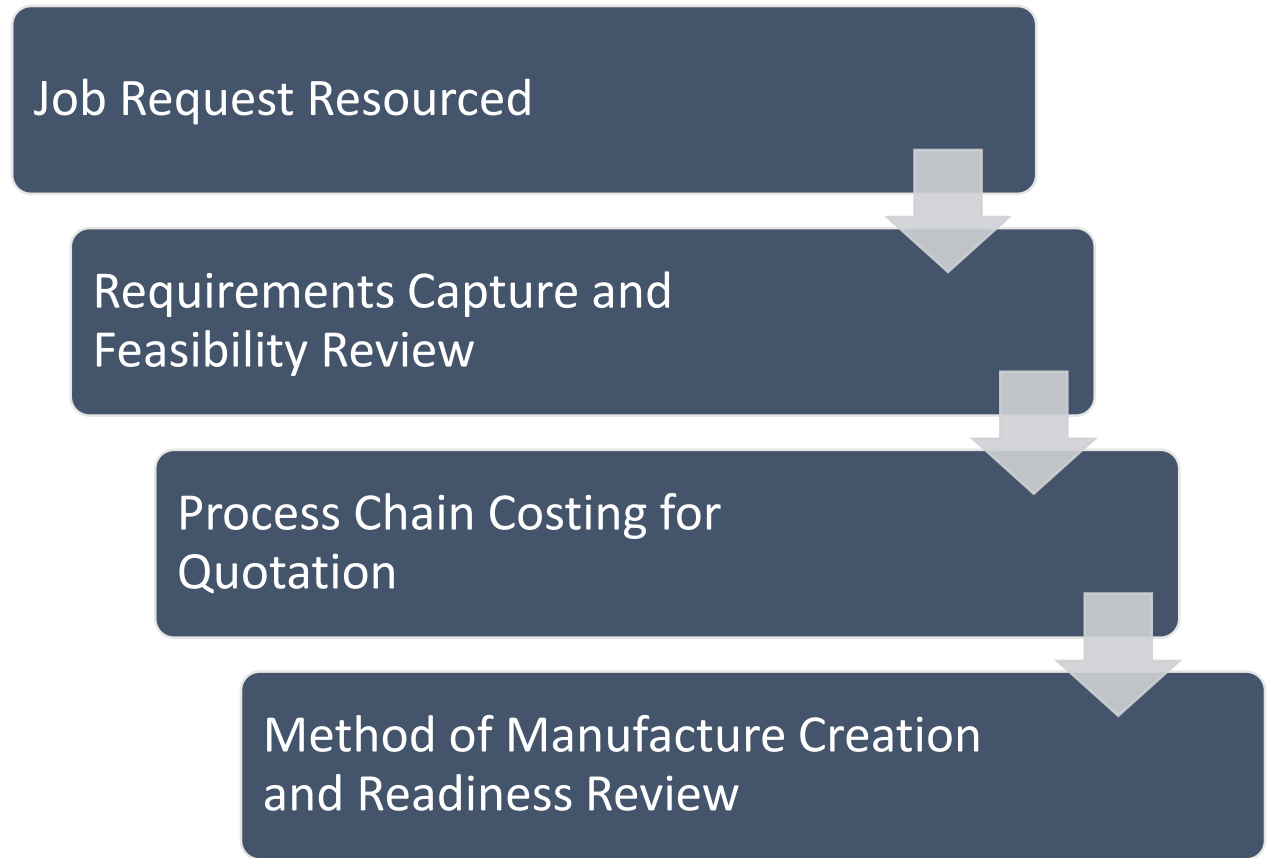 Job Request Resourced
Requirements Capture and
Feasibility Review
Process Chain Costing for
Quotation
Method of Manufacture Creation
and Readiness Review